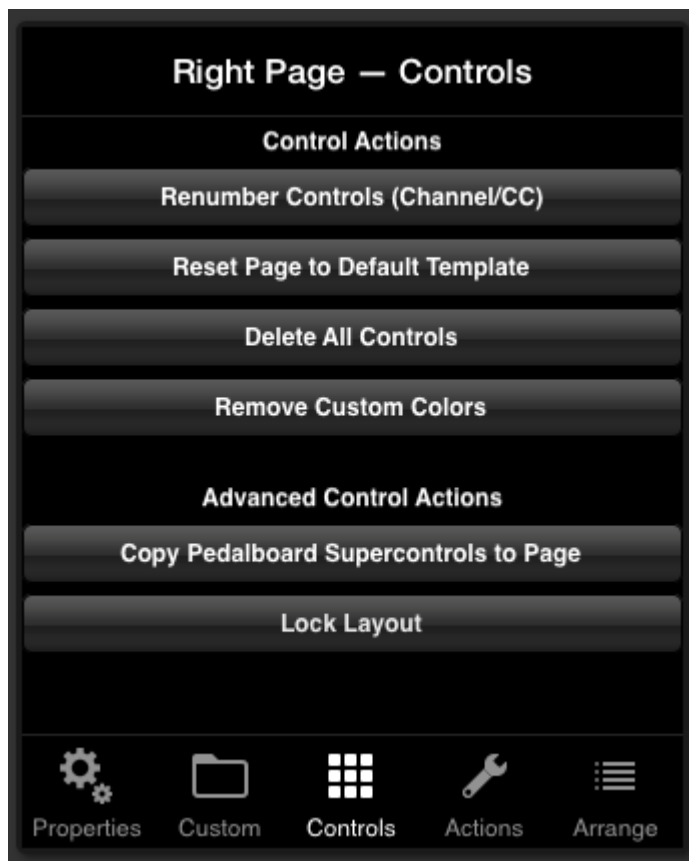 Right Page — Controls
Control Actions
Renumber Controls (Channel/CC)
Reset Page to Default Template
Delete All Controls
Remove Custom Colors
Advanced Control Actions
Copy Pedalboard Supercontrols to Page
Lock Layout
Properties Custom Controls Actions Arrange